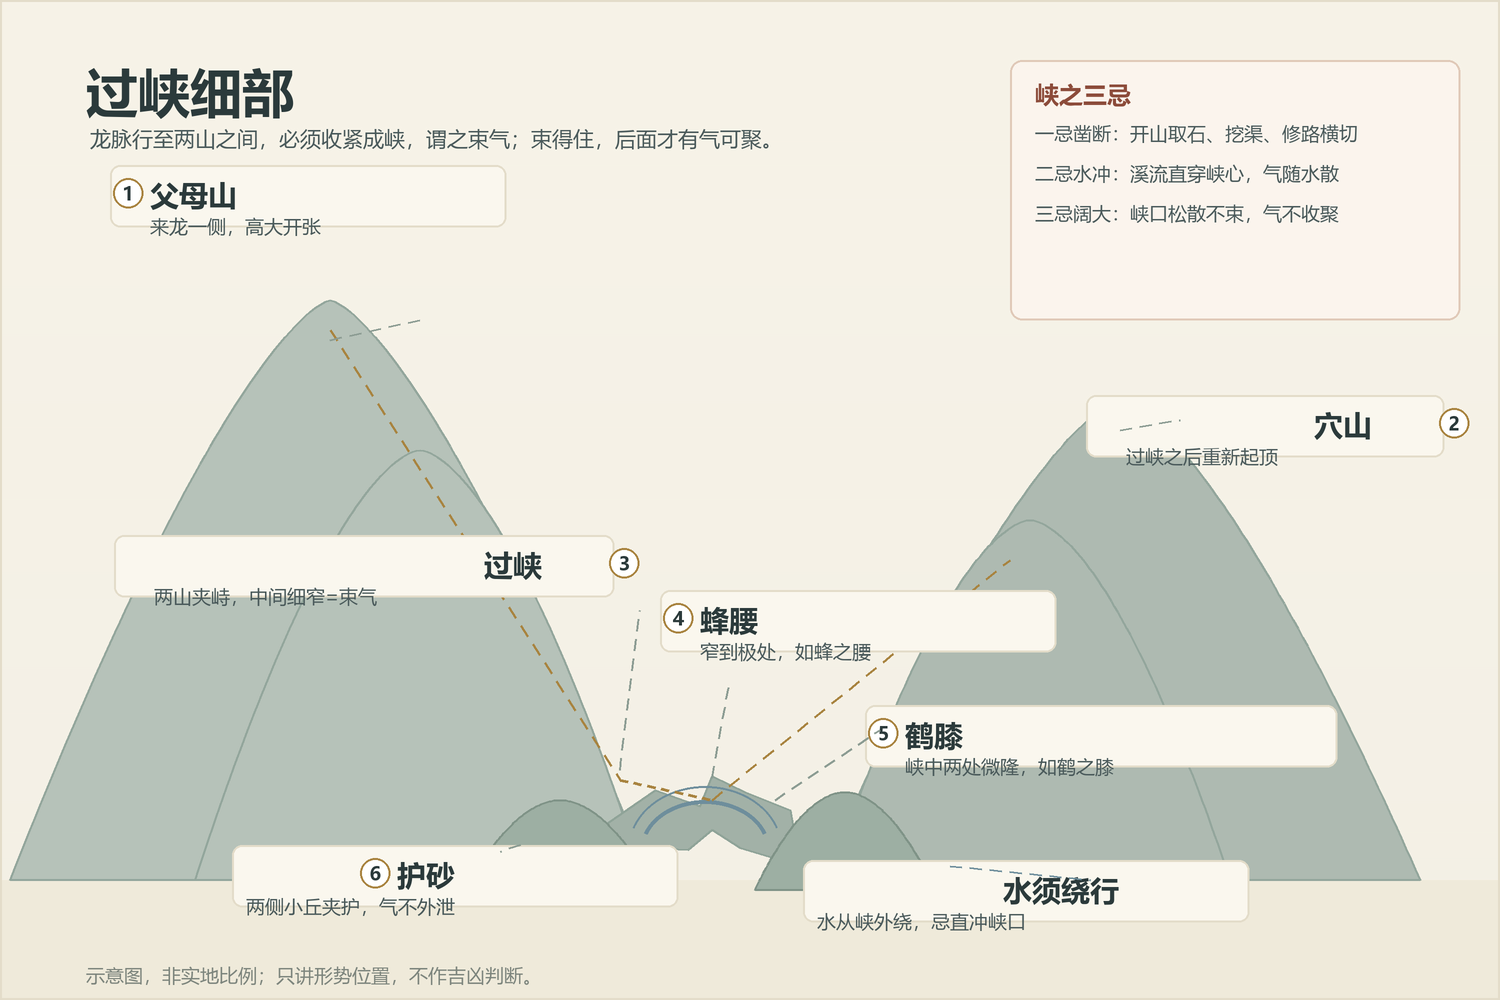 过峡细部
龙脉行至两山之间，必须收紧成峡，谓之束气；束得住，后面才有气可聚。
峡之三忌
一忌凿断：开山取石、挖渠、修路横切
二忌水冲：溪流直穿峡心，气随水散
三忌阔大：峡口松散不束，气不收聚
1 父母山
来龙一侧，高大开张
穴山 2
过峡之后重新起顶
过峡 3
两山夹峙，中间细窄=束气
4 蜂腰
窄到极处，如蜂之腰
5 鹤膝
峡中两处微隆，如鹤之膝
6 护砂
两侧小丘夹护，气不外泄
水须绕行
水从峡外绕，忌直冲峡口
示意图，非实地比例；只讲形势位置，不作吉凶判断。